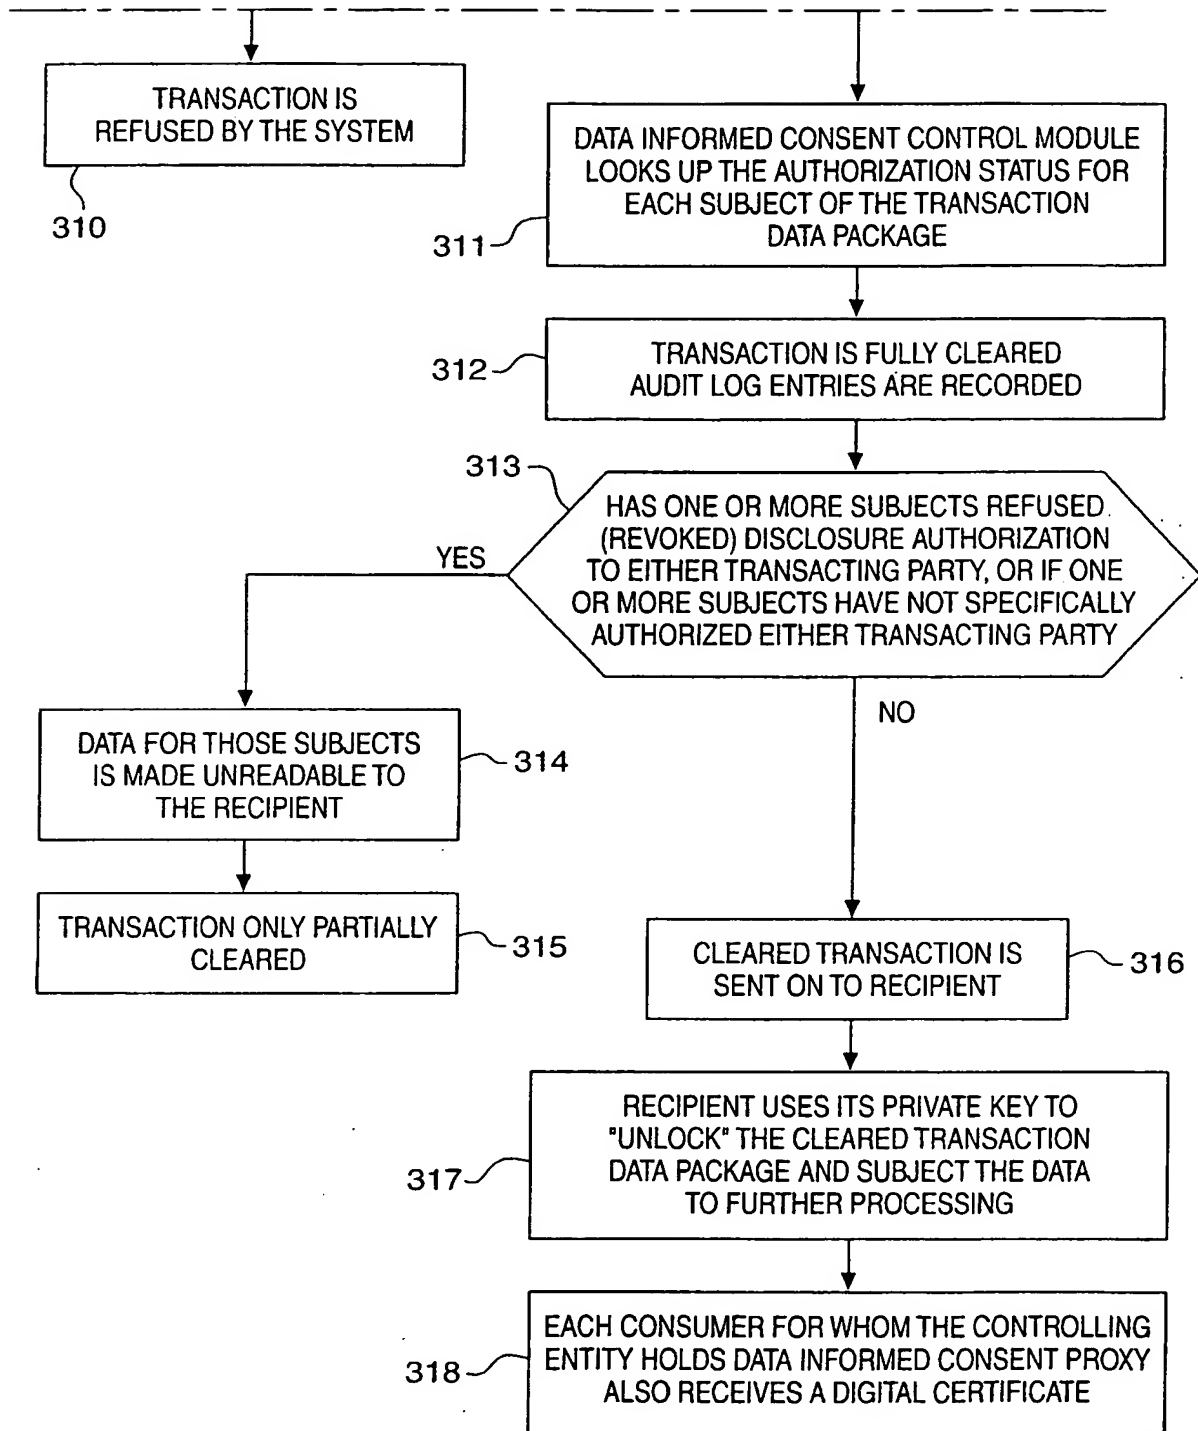 TRANSACTION IS
REFUSED BY THE SYSTEM
310
DATA INFORMED CONSENT CONTROL MODULE
LOOKS UP THE AUTHORIZATION STATUS FOR
EACH SUBJECT OF THE TRANSACTION
DATA PACKAGE
311
TRANSACTION IS FULLY CLEARED
AUDIT LOG ENTRIES ARE RECORDED
312
313
HAS ONE OR MORE SUBJECTS REFUSED
(REVOKED) DISCLOSURE AUTHORIZATION
TO EITHER TRANSACTING PARTY, OR IF ONE
OR MORE SUBJECTS HAVE NOT SPECIFICALLY
AUTHORIZED EITHER TRANSACTING PARTY
YES
NO
DATA FOR THOSE SUBJECTS
IS MADE UNREADABLE TO
THE RECIPIENT
314
TRANSACTION ONLY PARTIALLY
CLEARED
315
CLEARED TRANSACTION IS
SENT ON TO RECIPIENT
316
RECIPIENT USES ITS PRIVATE KEY TO
"UNLOCK" THE CLEARED TRANSACTION
DATA PACKAGE AND SUBJECT THE DATA
TO FURTHER PROCESSING
317
EACH CONSUMER FOR WHOM THE CONTROLLING
ENTITY HOLDS DATA INFORMED CONSENT PROXY
ALSO RECEIVES A DIGITAL CERTIFICATE
318